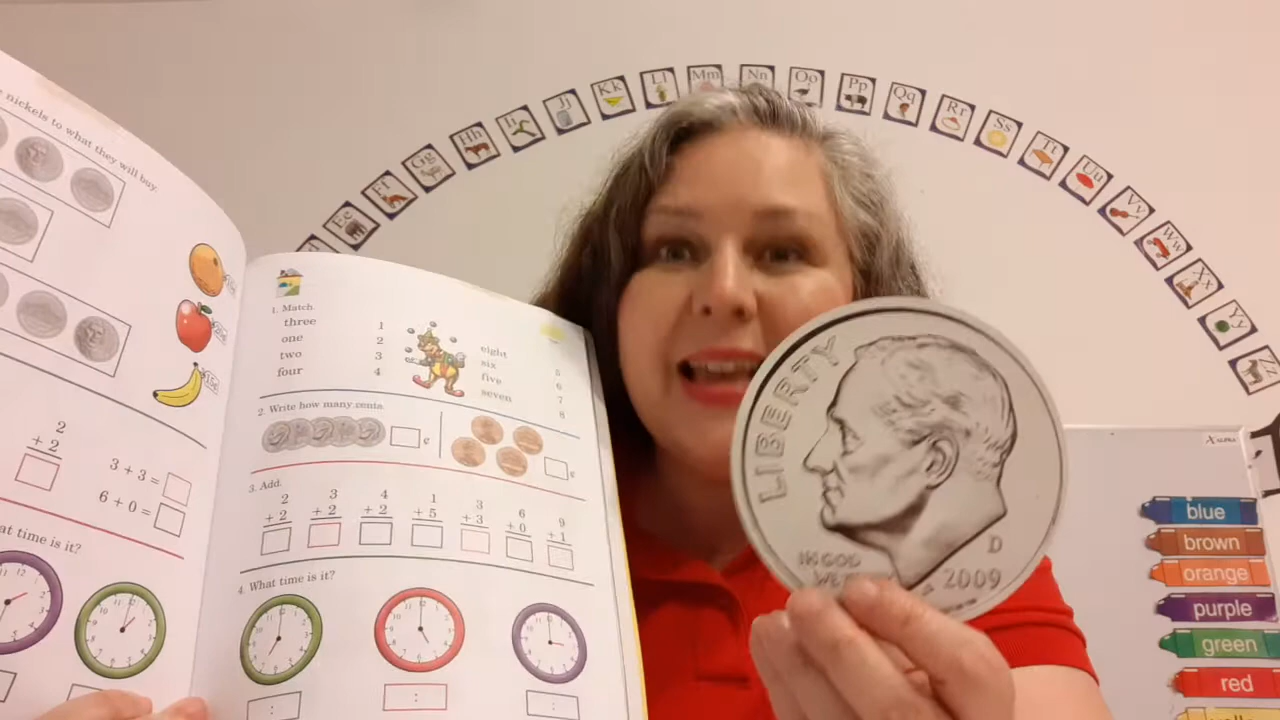 Ee
Ff
Gg
Hh
Ii
Jj
Kk
Ll
Mm
Nn
Oo
Pp
Qq
Rr
Ss
Tt
Uu
Vv
Ww
Xx
Yy
Zz
nickels to what they will buy.
15¢
2
+ 2
3 + 3 =
6 + 0 =
at time is it?
1. Match
three 1
one 2
two 3
four 4
eight 5
six 6
five 7
seven 8
2. Write how many cents.
¢
¢
3. Add.
2 3 4 1 3 6 9
+ 2 + 2 + 2 + 5 + 3 + 0 + 1
4. What time is it?
:
:
:
LIBERTY
IN GOD
WE
D
2009
blue
brown
orange
purple
green
red